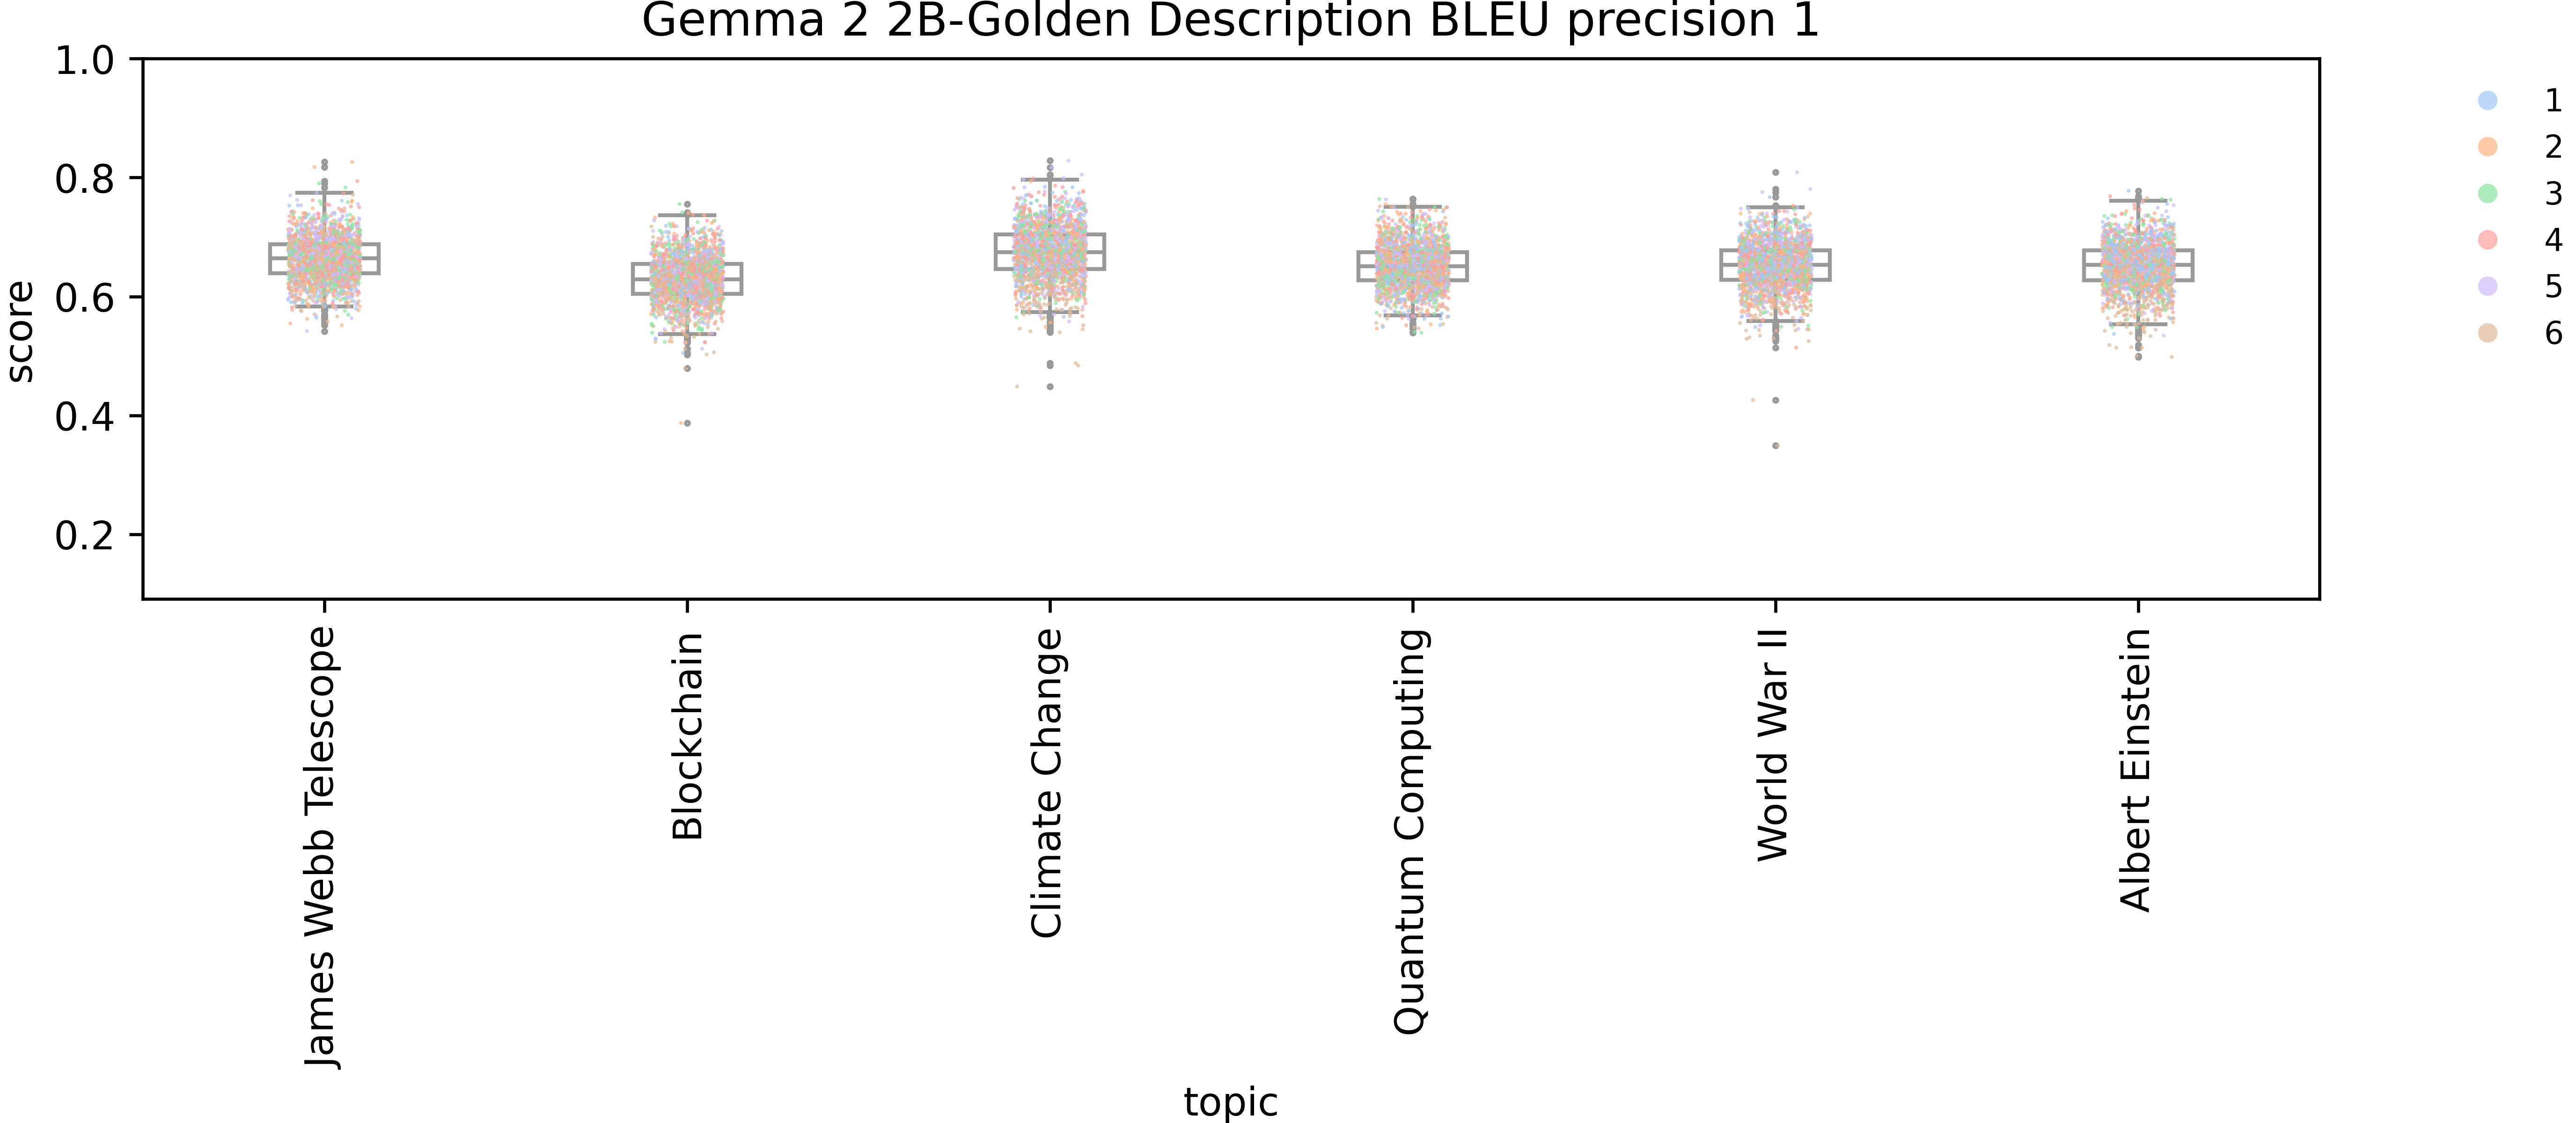 Gemma 2 2B-Golden Description BLEU precision 1
1.0
0.8
0.6
0.4
0.2
score
James Webb Telescope
Blockchain
Climate Change
Quantum Computing
World War II
Albert Einstein
topic
1
2
3
4
5
6